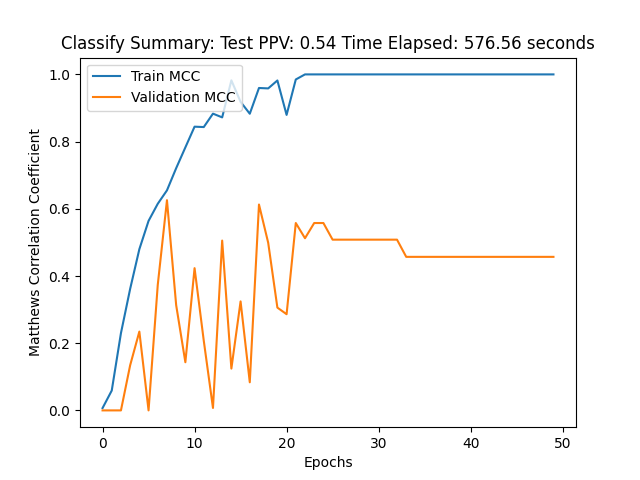 Classify Summary: Test PPV: 0.54 Time Elapsed: 576.56 seconds
Train MCC
Validation MCC
Matthews Correlation Coefficient
1.0
0.8
0.6
0.4
0.2
0.0
0 10 20 30 40 50
Epochs